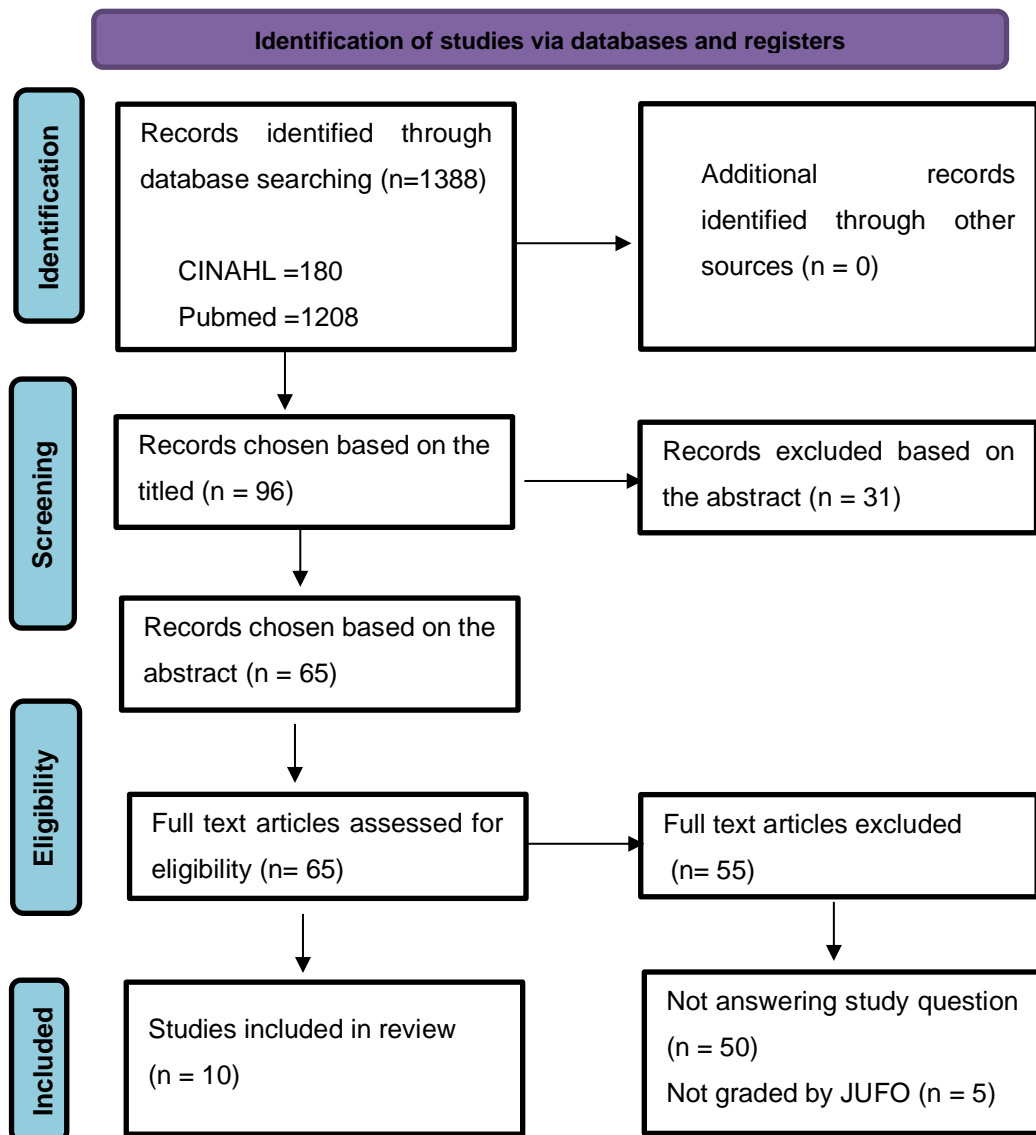 Identification of studies via databases and registers
Identification
Records identified through
database searching (n=1388)
CINAHL =180
Pubmed =1208
Additional records
identified through other
sources (n = 0)
Screening
Records chosen based on the
titled (n = 96)
Records excluded based on
the abstract (n = 31)
Records chosen based on the
abstract (n = 65)
Eligibility
Full text articles assessed for
eligibility (n= 65)
Full text articles excluded
(n= 55)
Included
Studies included in review
(n = 10)
Not answering study question
(n = 50)
Not graded by JUFO (n = 5)